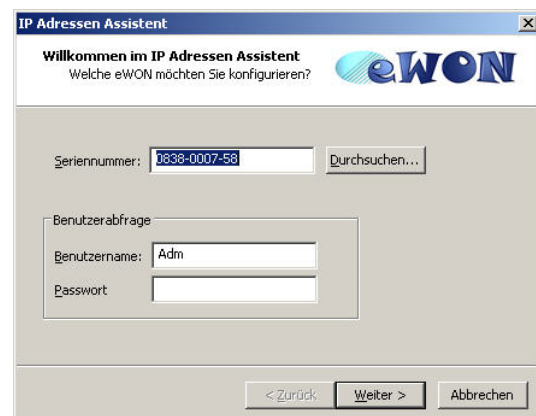 IP Adressen Assistent
Willkommen im IP Adressen Assistent
Welche eWON möchten Sie konfigurieren?
eWON
Seriennummer: 0838-0007-58 Durchsuchen...
Benutzerabfrage
Benutzername: Adm
Passwort
< Zurück Weiter > Abbrechen